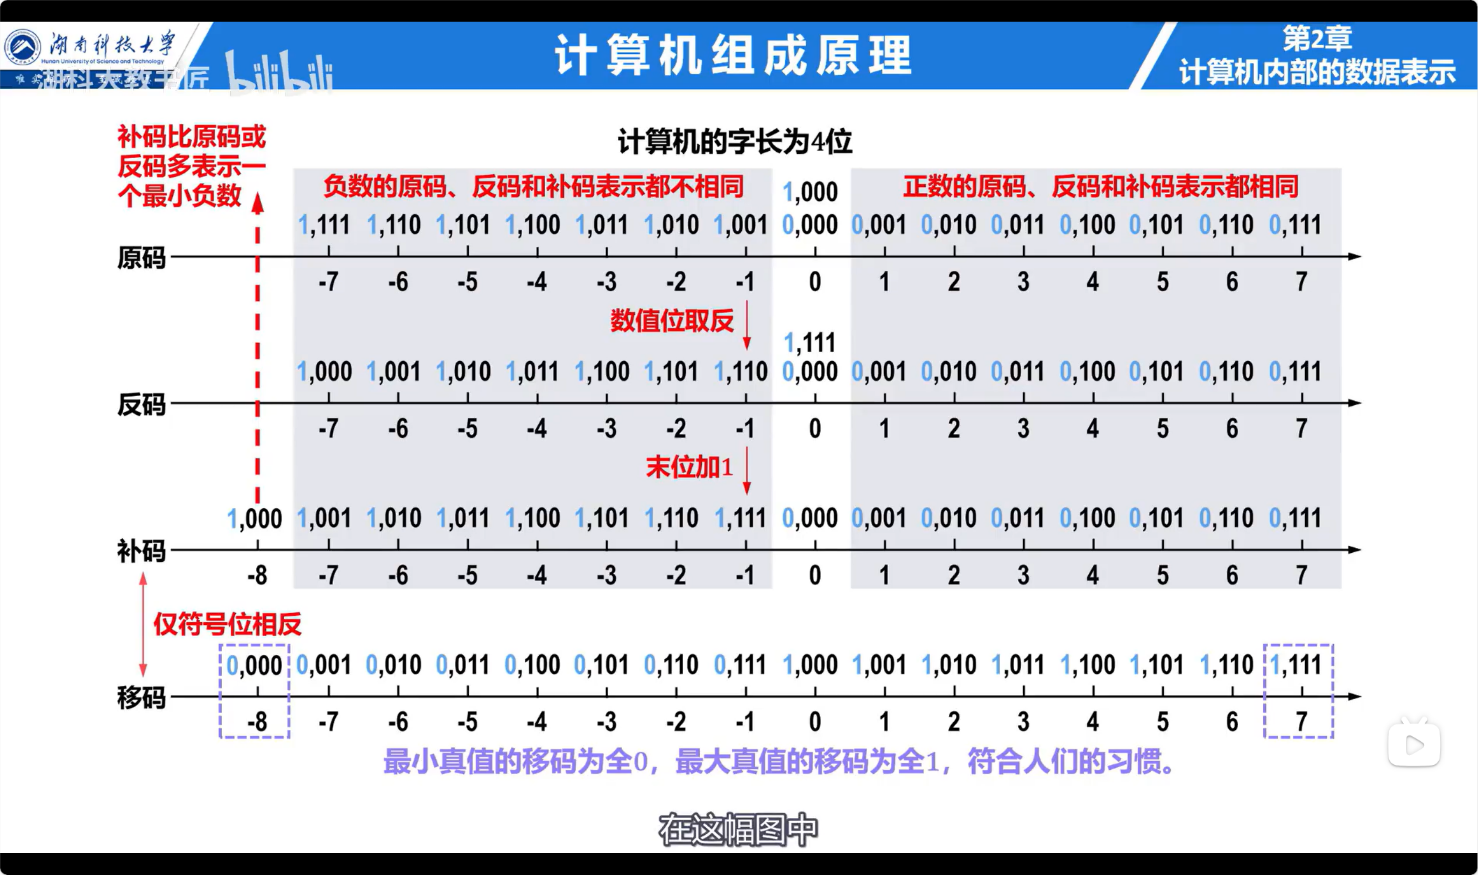 湖南科技大学
Hunan University of Science and Technology
湖科大教书匠 bilibili
计算机组成原理
第2章
计算机内部的数据表示
补码比原码或
反码多表示一
个最小负数
计算机的字长为4位
负数的原码、反码和补码表示都不相同
1,000
正数的原码、反码和补码表示都相同
1,111 1,110 1,101 1,100 1,011 1,010 1,001 0,000 0,001 0,010 0,011 0,100 0,101 0,110 0,111
原码
-7 -6 -5 -4 -3 -2 -1 0 1 2 3 4 5 6 7
数值位取反
1,111
1,000 1,001 1,010 1,011 1,100 1,101 1,110 0,000 0,001 0,010 0,011 0,100 0,101 0,110 0,111
反码
-7 -6 -5 -4 -3 -2 -1 0 1 2 3 4 5 6 7
末位加1
1,000 1,001 1,010 1,011 1,100 1,101 1,110 1,111 0,000 0,001 0,010 0,011 0,100 0,101 0,110 0,111
补码
-8 -7 -6 -5 -4 -3 -2 -1 0 1 2 3 4 5 6 7
仅符号位相反
0,000 0,001 0,010 0,011 0,100 0,101 0,110 0,111 1,000 1,001 1,010 1,011 1,100 1,101 1,110 1,111
移码
-8 -7 -6 -5 -4 -3 -2 -1 0 1 2 3 4 5 6 7
最小真值的移码为全0，最大真值的移码为全1，符合人们的习惯。
在这幅图中